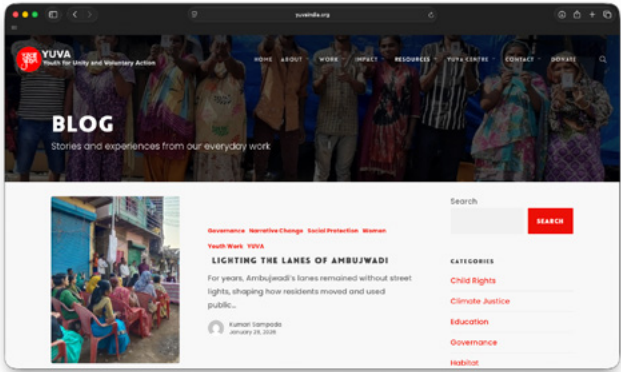 yuvaindia.org
YUVA
Youth for Unity and Voluntary Action
HOME ABOUT WORK IMPACT RESOURCES YUVA CENTRE CONTACT DONATE
BLOG
Stories and experiences from our everyday work
Governance Narrative Change Social Protection Women
Youth Work YUVA
LIGHTING THE LANES OF AMBUJWADI
For years, Ambujwadi's lanes remained without street
lights, shaping how residents moved and used
public...
Kumari Sampada
January 29, 2026
Search
SEARCH
CATEGORIES
Child Rights
Climate Justice
Education
Governance
Habitat